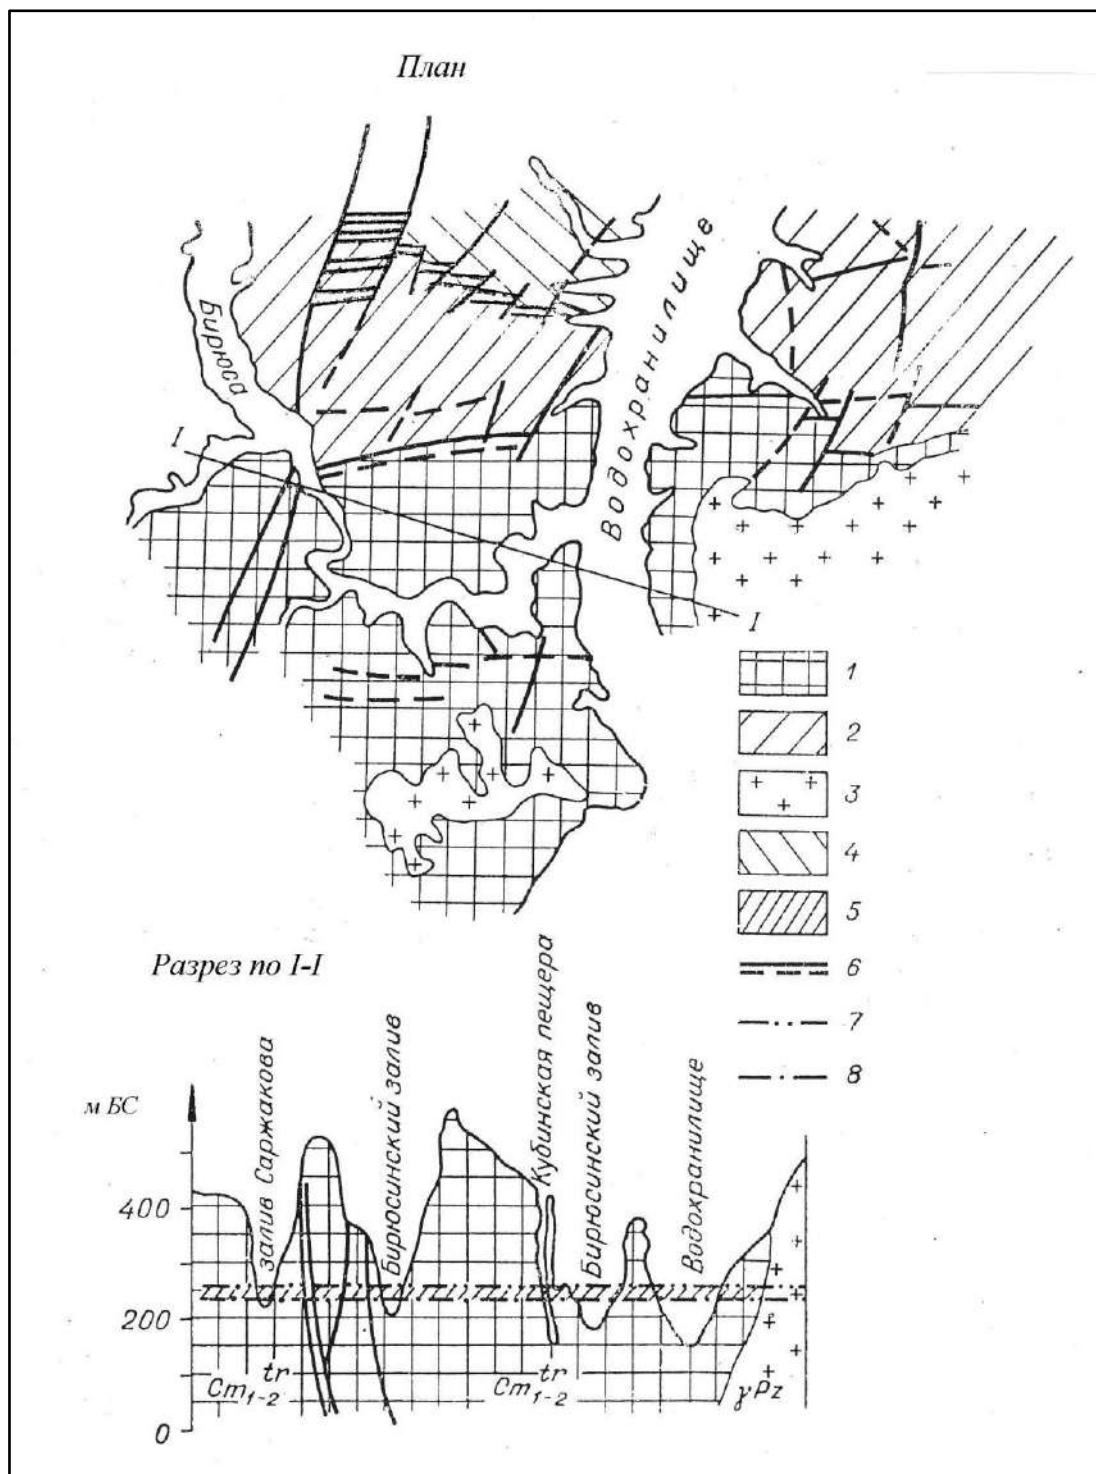 План
Водохранилище
Бирюса
I
I
1
2
3
4
5
6
7
8
Разрез по I-I
м БС
залив Саржакова
Бирюсинский залив
Кубинская пещера
Бирюсинский залив
Водохранилище
400
200
0
tr
Cm1-2
tr
Cm1-2
γPz